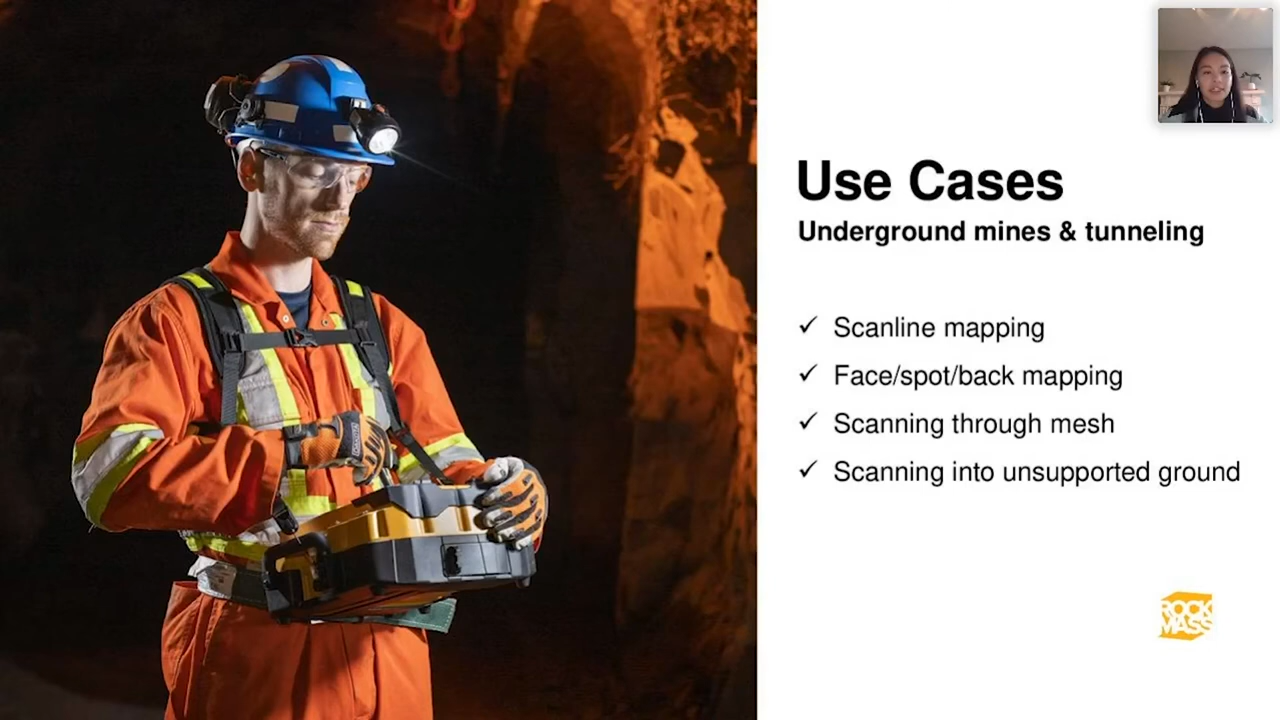 Use Cases
Underground mines & tunneling
✓ Scanline mapping
✓ Face/spot/back mapping
✓ Scanning through mesh
✓ Scanning into unsupported ground
ROCK
MASS